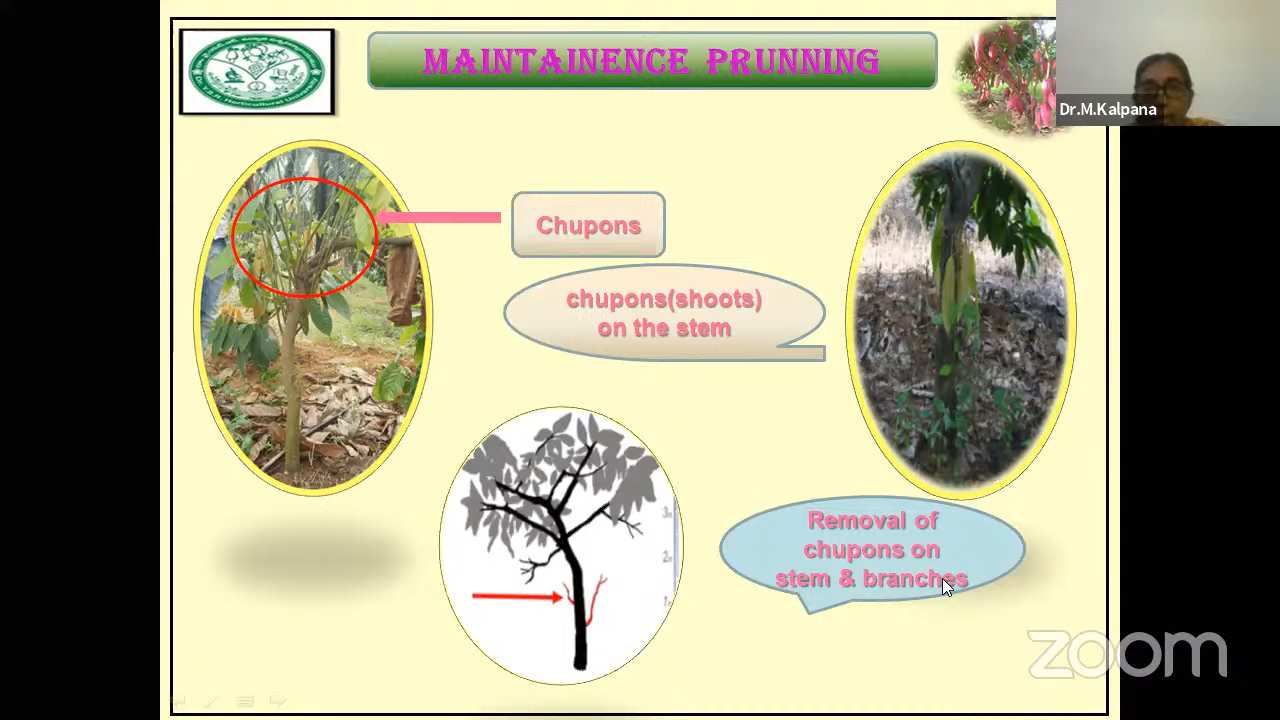 MAINTAINENCE PRUNNING
Dr.M.Kalpana
Chupons
chupons(shoots)
on the stem
Removal of
chupons on
stem & branches
zoom